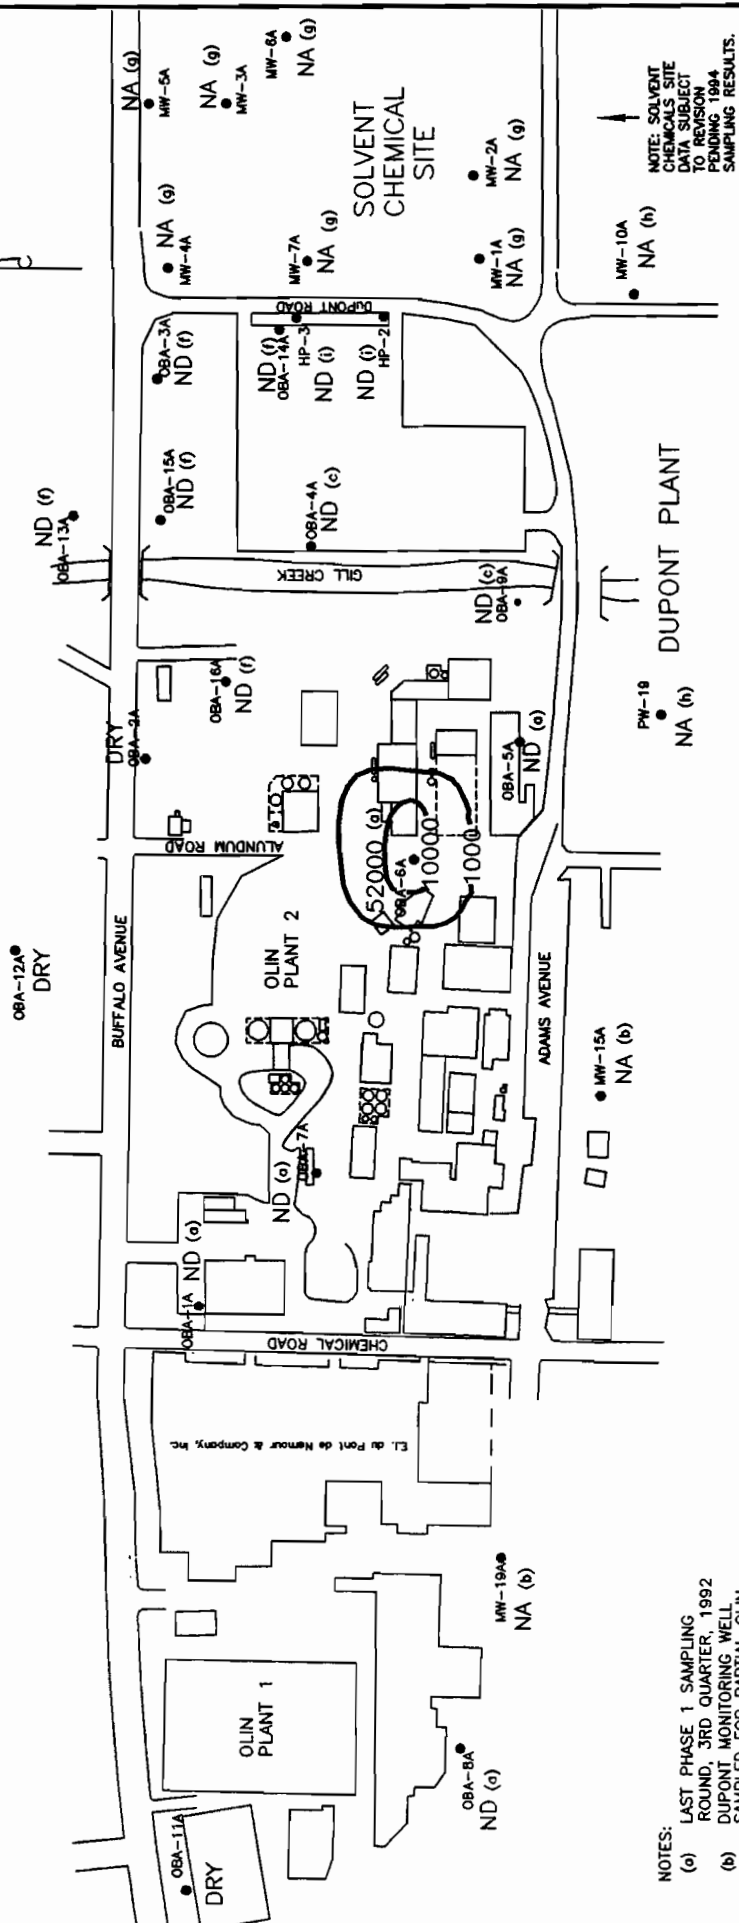 NA (g)
MW-5A
NA (g)
MW-3A
MW-6A
NA (g)
SOLVENT
CHEMICAL
SITE
NA (g)
MW-4A
MW-7A
NA (g)
MW-2A
NA (g)
MW-1A
NA (g)
MW-10A
NA (h)
NOTE: SOLVENT
CHEMICALS SITE
DATA SUBJECT
TO REVISION
PENDING 1994
SAMPLING RESULTS.
DuPONT ROAD
OBA-3A
ND (f)
ND (f)
OBA-14A
HP-3
ND (i)
ND (i)
HP-2
OBA-15A
ND (f)
OBA-4A
ND (c)
ND (f)
OBA-13A
GILL CREEK
ND (c)
OBA-9A
DUPONT PLANT
OBA-16A
ND (f)
DRY
OBA-2A
OBA-5A
ND (a)
PW-19
NA (h)
ALUNDUM ROAD
52000 (a)
OBA-6A
10000
1000
OBA-12A
DRY
BUFFALO AVENUE
OLIN
PLANT 2
ADAMS AVENUE
MW-15A
NA (b)
ND (a)
OBA-7A
OBA-1A
ND (a)
CHEMICAL ROAD
E.I. du Pont de Nemour & Company, Inc.
MW-19A
NA (b)
OLIN
PLANT 1
OBA-8A
ND (a)
OBA-11A
DRY
NOTES:
(a) LAST PHASE 1 SAMPLING
ROUND, 3RD QUARTER, 1992
(b) DUPONT MONITORING WELL
SAMPLED FOR PARTIAL OLIN